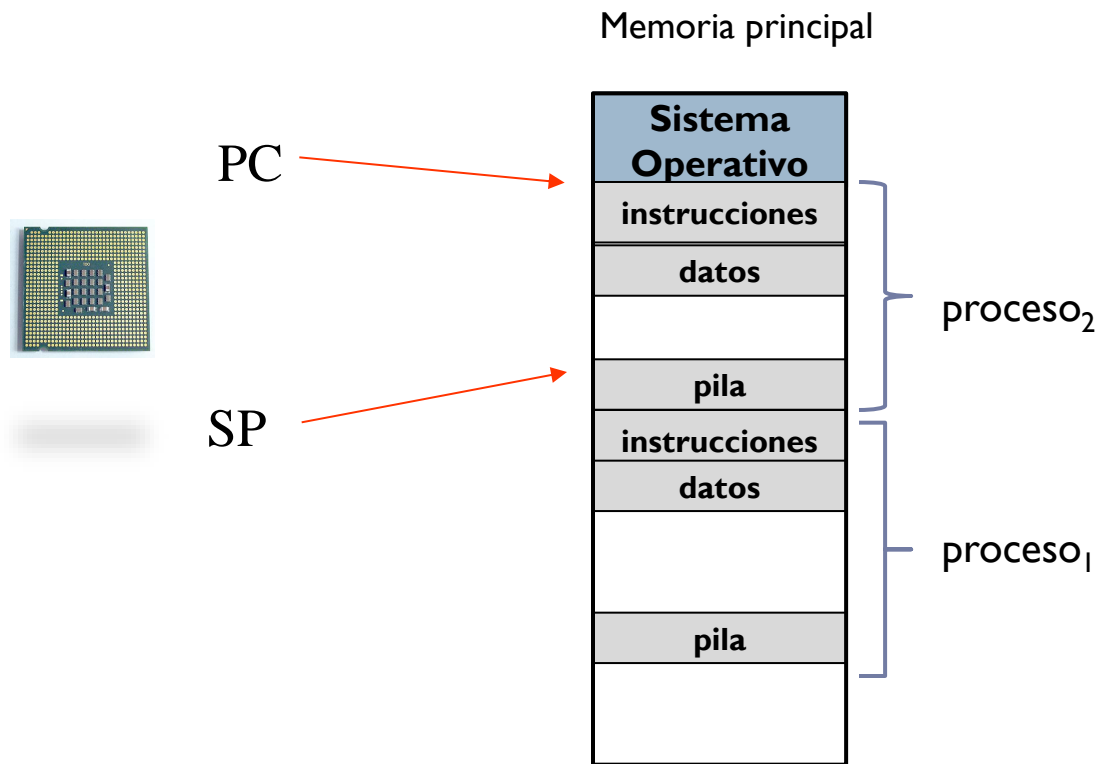 Memoria principal
Sistema
Operativo
PC
instrucciones
datos
proceso₂
pila
SP
instrucciones
datos
proceso₁
pila